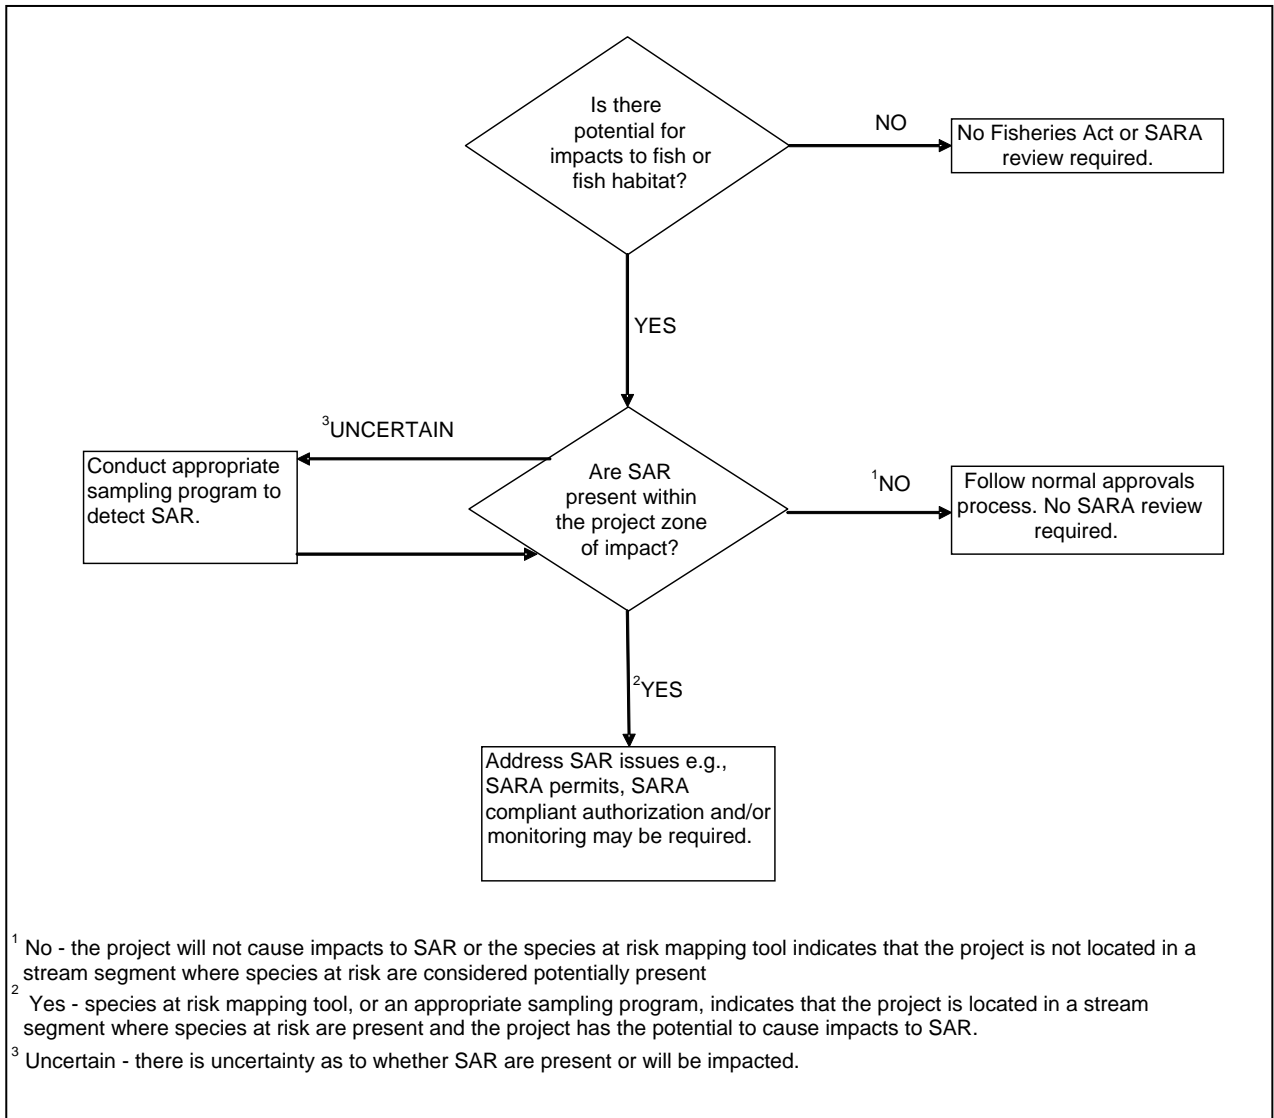 Is there
potential for
impacts to fish or
fish habitat?
NO
No Fisheries Act or SARA
review required.
YES
³UNCERTAIN
Conduct appropriate
sampling program to
detect SAR.
Are SAR
present within
the project zone
of impact?
¹NO
Follow normal approvals
process. No SARA review
required.
²YES
Address SAR issues e.g.,
SARA permits, SARA
compliant authorization and/or
monitoring may be required.
¹ No - the project will not cause impacts to SAR or the species at risk mapping tool indicates that the project is not located in a
stream segment where species at risk are considered potentially present
² Yes - species at risk mapping tool, or an appropriate sampling program, indicates that the project is located in a stream
segment where species at risk are present and the project has the potential to cause impacts to SAR.
³ Uncertain - there is uncertainty as to whether SAR are present or will be impacted.